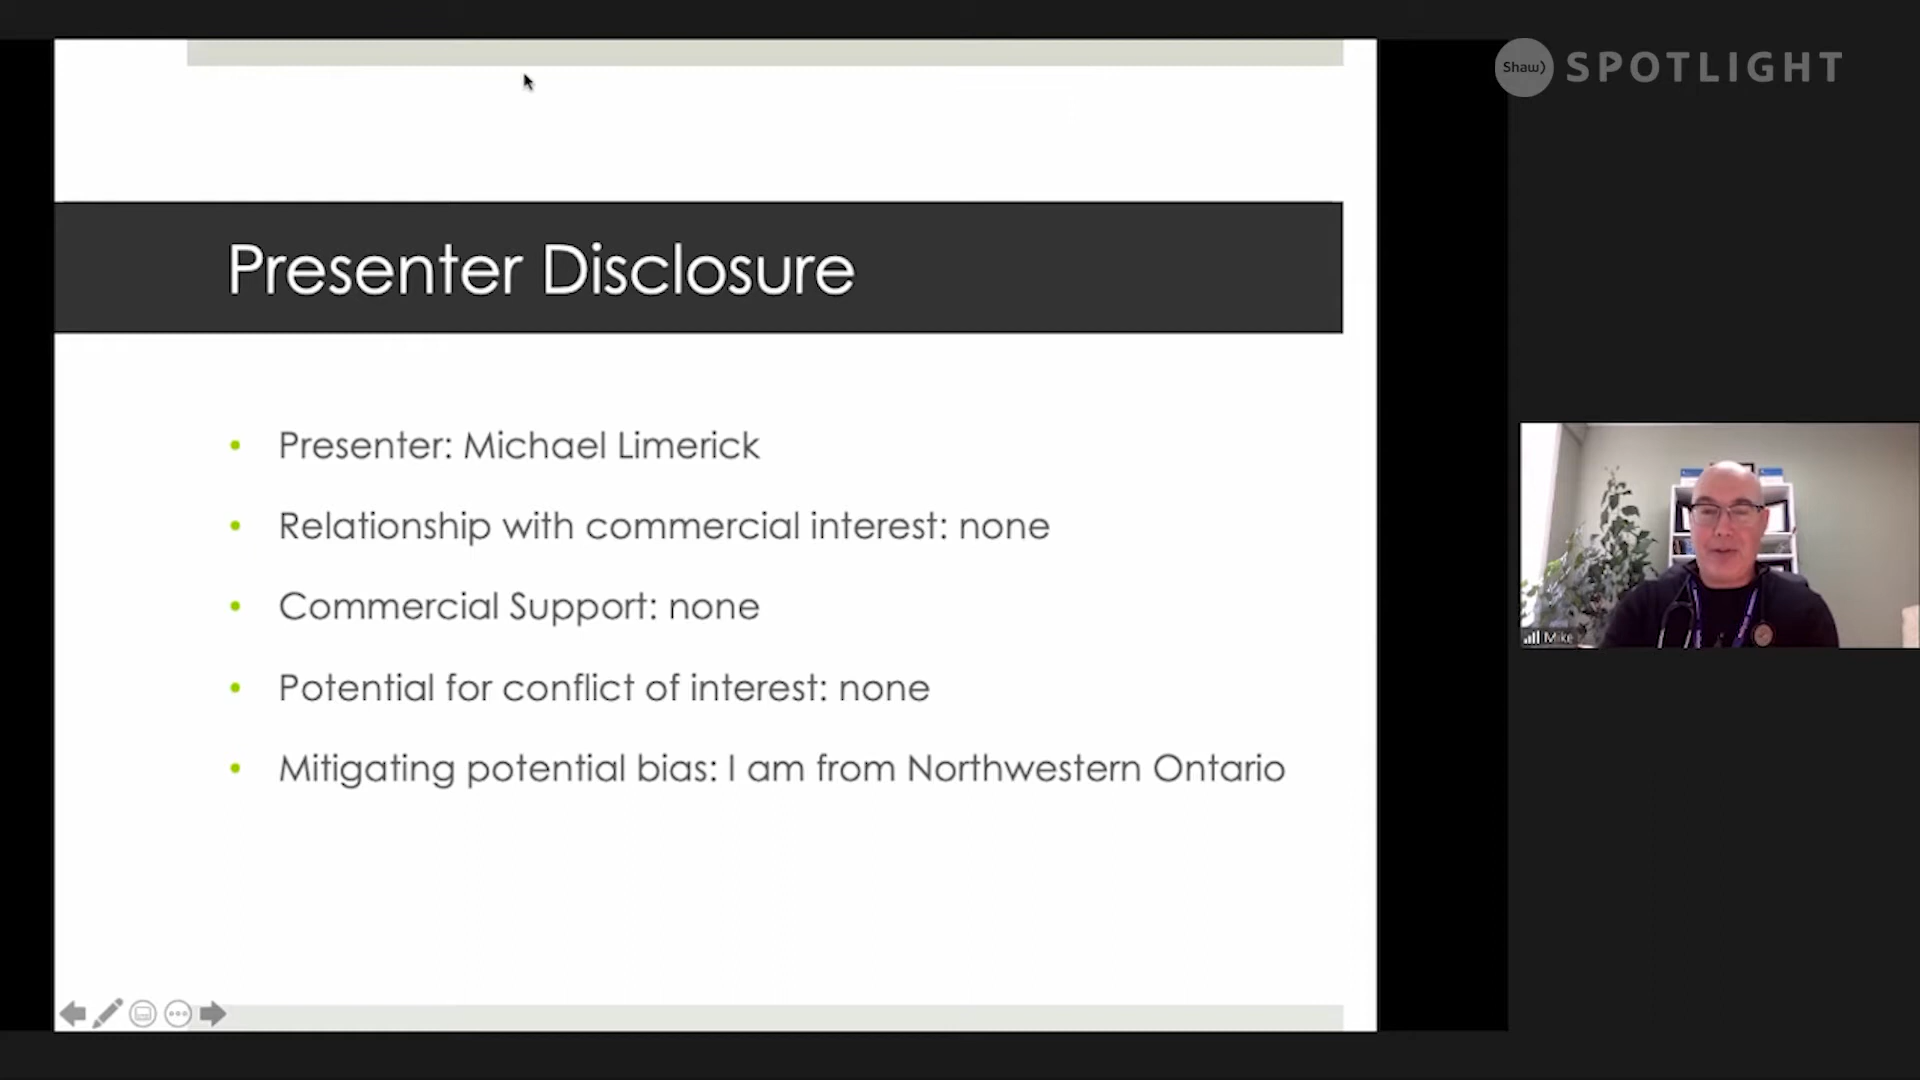 Shaw) SPOTLIGHT
Presenter Disclosure
• Presenter: Michael Limerick
• Relationship with commercial interest: none
• Commercial Support: none
• Potential for conflict of interest: none
• Mitigating potential bias: I am from Northwestern Ontario
Mike